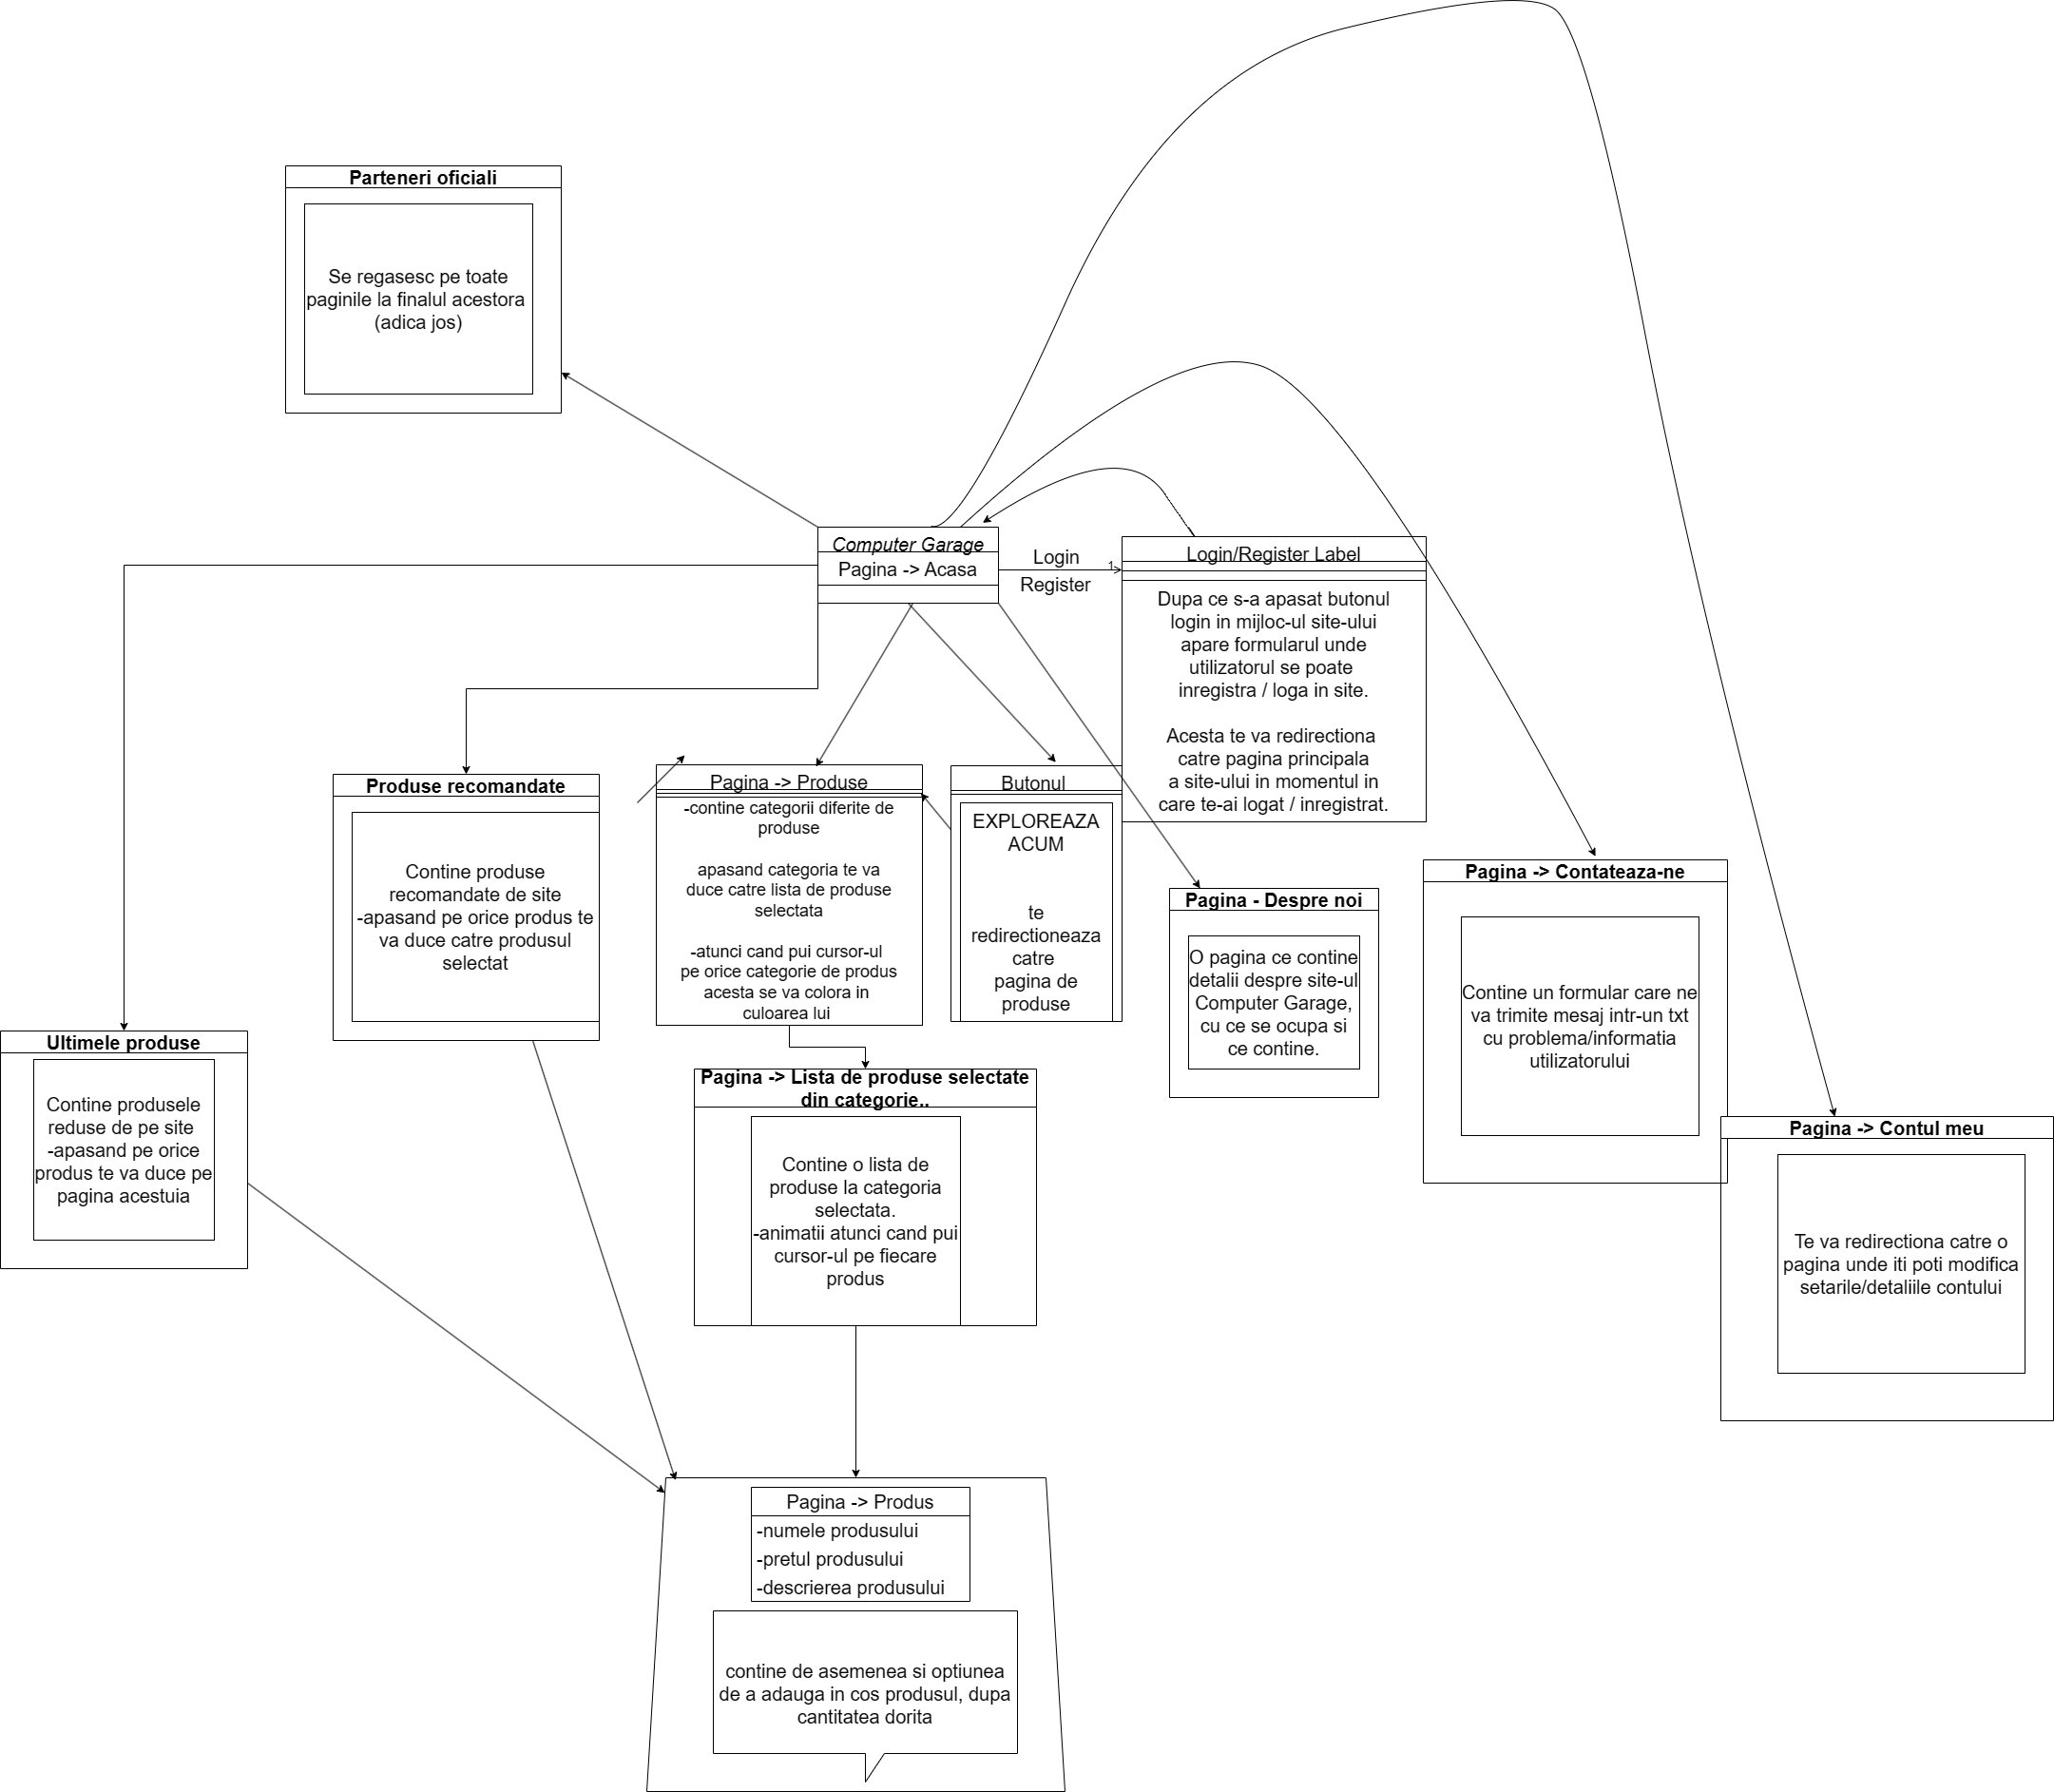 Parteneri oficiali
Se regasesc pe toate
paginile la finalul acestora
(adica jos)
Computer Garage
Pagina -> Acasa
Login
1
Register
Login/Register Label
Dupa ce s-a apasat butonul
login in mijloc-ul site-ului
apare formularul unde
utilizatorul se poate
inregistra / loga in site.
Acesta te va redirectiona
catre pagina principala
a site-ului in momentul in
care te-ai logat / inregistrat.
Produse recomandate
Contine produse
recomandate de site
-apasand pe orice produs te
va duce catre produsul
selectat
Pagina -> Produse
-contine categorii diferite de
produse
apasand categoria te va
duce catre lista de produse
selectata
-atunci cand pui cursor-ul
pe orice categorie de produs
acesta se va colora in
culoarea lui
Butonul
EXPLOREAZA
ACUM
te
redirectioneaza
catre
pagina de
produse
Pagina - Despre noi
O pagina ce contine
detalii despre site-ul
Computer Garage,
cu ce se ocupa si
ce contine.
Pagina -> Contateaza-ne
Contine un formular care ne
va trimite mesaj intr-un txt
cu problema/informatia
utilizatorului
Ultimele produse
Contine produsele
reduse de pe site
-apasand pe orice
produs te va duce pe
pagina acestuia
Pagina -> Lista de produse selectate
din categorie..
Contine o lista de
produse la categoria
selectata.
-animatii atunci cand pui
cursor-ul pe fiecare
produs
Pagina -> Contul meu
Te va redirectiona catre o
pagina unde iti poti modifica
setarile/detaliile contului
Pagina -> Produs
-numele produsului
-pretul produsului
-descrierea produsului
contine de asemenea si optiunea
de a adauga in cos produsul, dupa
cantitatea dorita